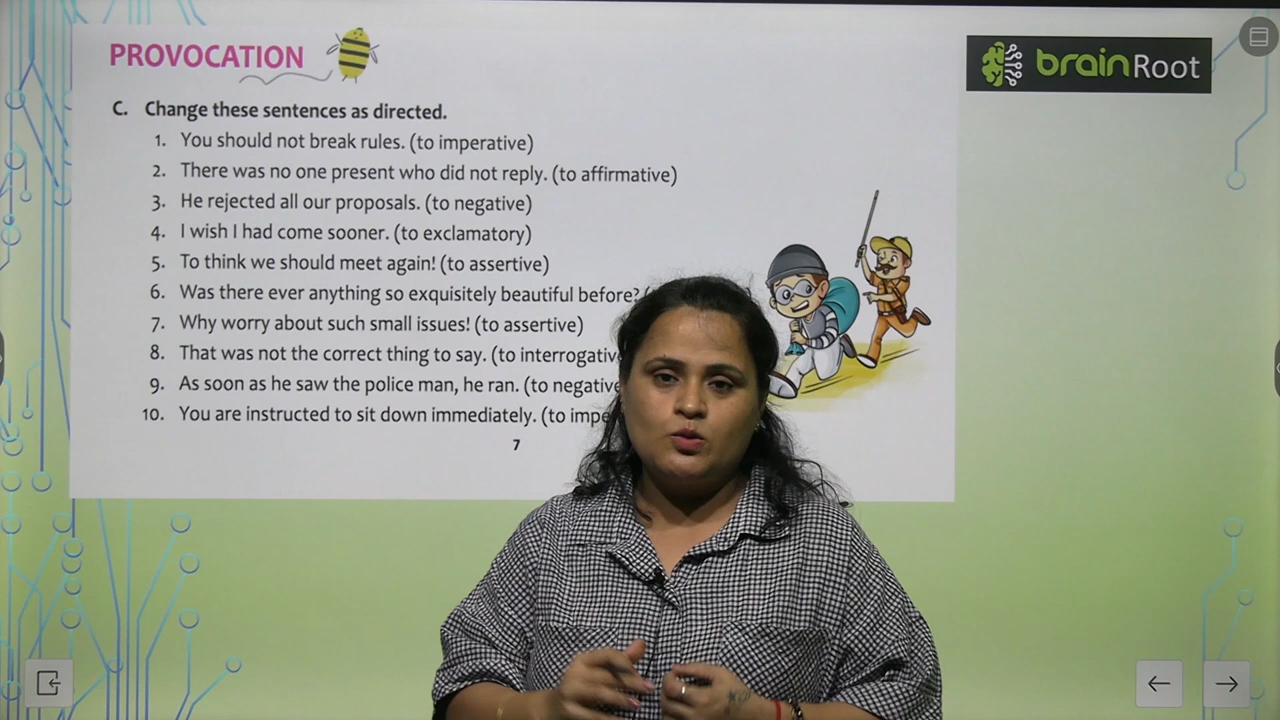 PROVOCATION
brainRoot
C. Change these sentences as directed.
1. You should not break rules. (to imperative)
2. There was no one present who did not reply. (to affirmative)
3. He rejected all our proposals. (to negative)
4. I wish I had come sooner. (to exclamatory)
5. To think we should meet again! (to assertive)
6. Was there ever anything so exquisitely beautiful before? (
7. Why worry about such small issues! (to assertive)
8. That was not the correct thing to say. (to interrogativ
9. As soon as he saw the police man, he ran. (to negative
10. You are instructed to sit down immediately. (to impe
7